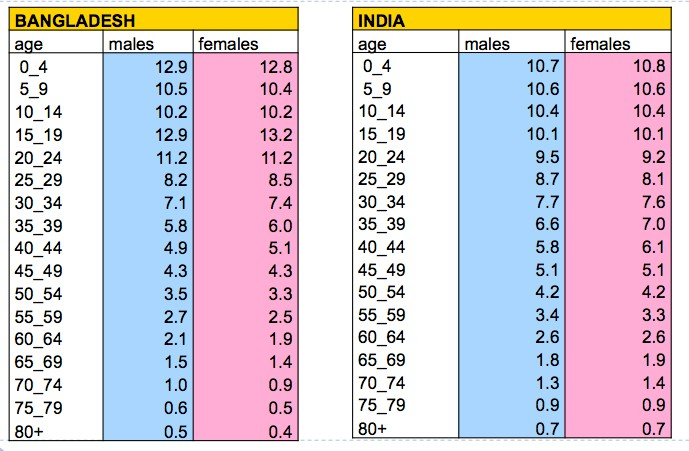 BANGLADESH
age males females
0_4 12.9 12.8
5_9 10.5 10.4
10_14 10.2 10.2
15_19 12.9 13.2
20_24 11.2 11.2
25_29 8.2 8.5
30_34 7.1 7.4
35_39 5.8 6.0
40_44 4.9 5.1
45_49 4.3 4.3
50_54 3.5 3.3
55_59 2.7 2.5
60_64 2.1 1.9
65_69 1.5 1.4
70_74 1.0 0.9
75_79 0.6 0.5
80+ 0.5 0.4
INDIA
age males females
0_4 10.7 10.8
5_9 10.6 10.6
10_14 10.4 10.4
15_19 10.1 10.1
20_24 9.5 9.2
25_29 8.7 8.1
30_34 7.7 7.6
35_39 6.6 7.0
40_44 5.8 6.1
45_49 5.1 5.1
50_54 4.2 4.2
55_59 3.4 3.3
60_64 2.6 2.6
65_69 1.8 1.9
70_74 1.3 1.4
75_79 0.9 0.9
80+ 0.7 0.7